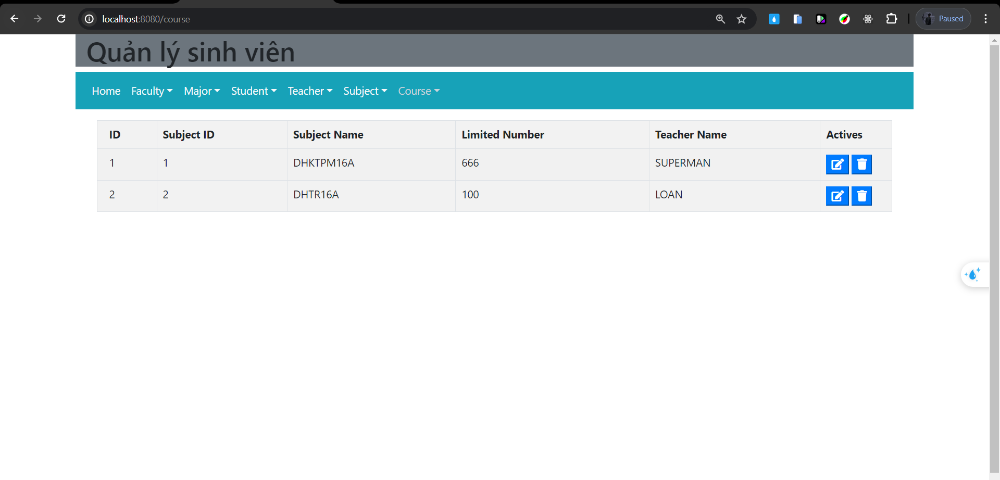 localhost:8080/course
Paused
Quản lý sinh viên
Home Faculty Major Student Teacher Subject Course
ID Subject ID Subject Name Limited Number Teacher Name Actives
1 1 DHKTPM16A 666 SUPERMAN
2 2 DHTR16A 100 LOAN